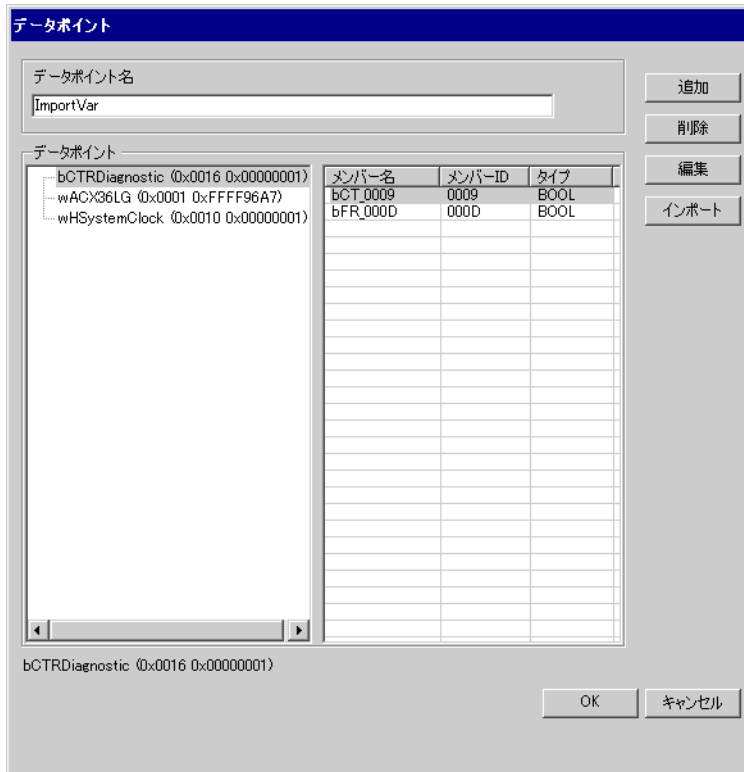 データポイント
データポイント名
ImportVar
追加
削除
編集
インポート
データポイント
bCTRDiagnostic (0x0016 0x00000001)
wACX36LG (0x0001 0xFFFF96A7)
wHSystemClock (0x0010 0x00000001)
メンバー名 メンバーID タイプ
bCT_0009 0009 BOOL
bFR_000D 000D BOOL
bCTRDiagnostic (0x0016 0x00000001)
OK キャンセル